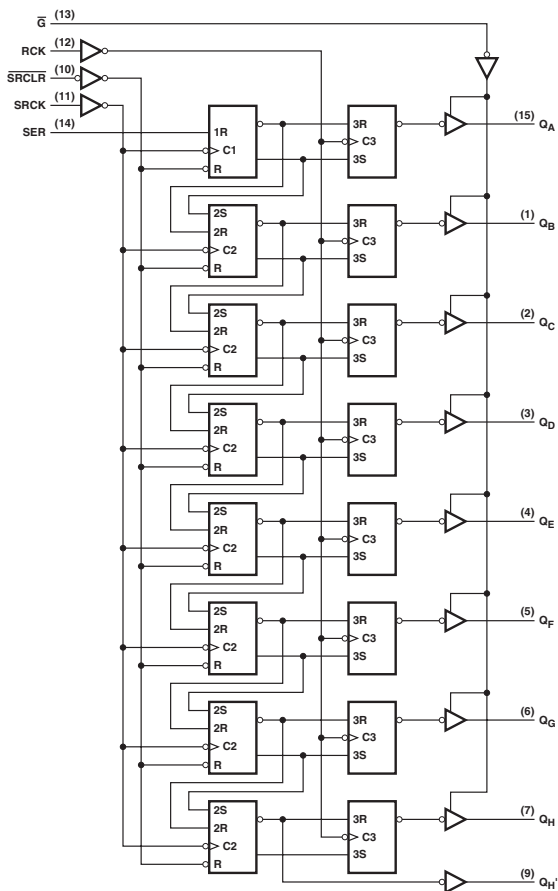 G (13)
RCK (12)
SRCLR (10)
SRCK (11)
SER (14)
1R 3R (15) QA
C1 C3
R 3S
2S
2R 3R (1) QB
C2 C3
R 3S
2S
2R 3R (2) QC
C2 C3
R 3S
2S
2R 3R (3) QD
C2 C3
R 3S
2S
2R 3R (4) QE
C2 C3
R 3S
2S
2R 3R (5) QF
C2 C3
R 3S
2S
2R 3R (6) QG
C2 C3
R 3S
2S
2R 3R (7) QH
C2 C3
R 3S
(9) QH'